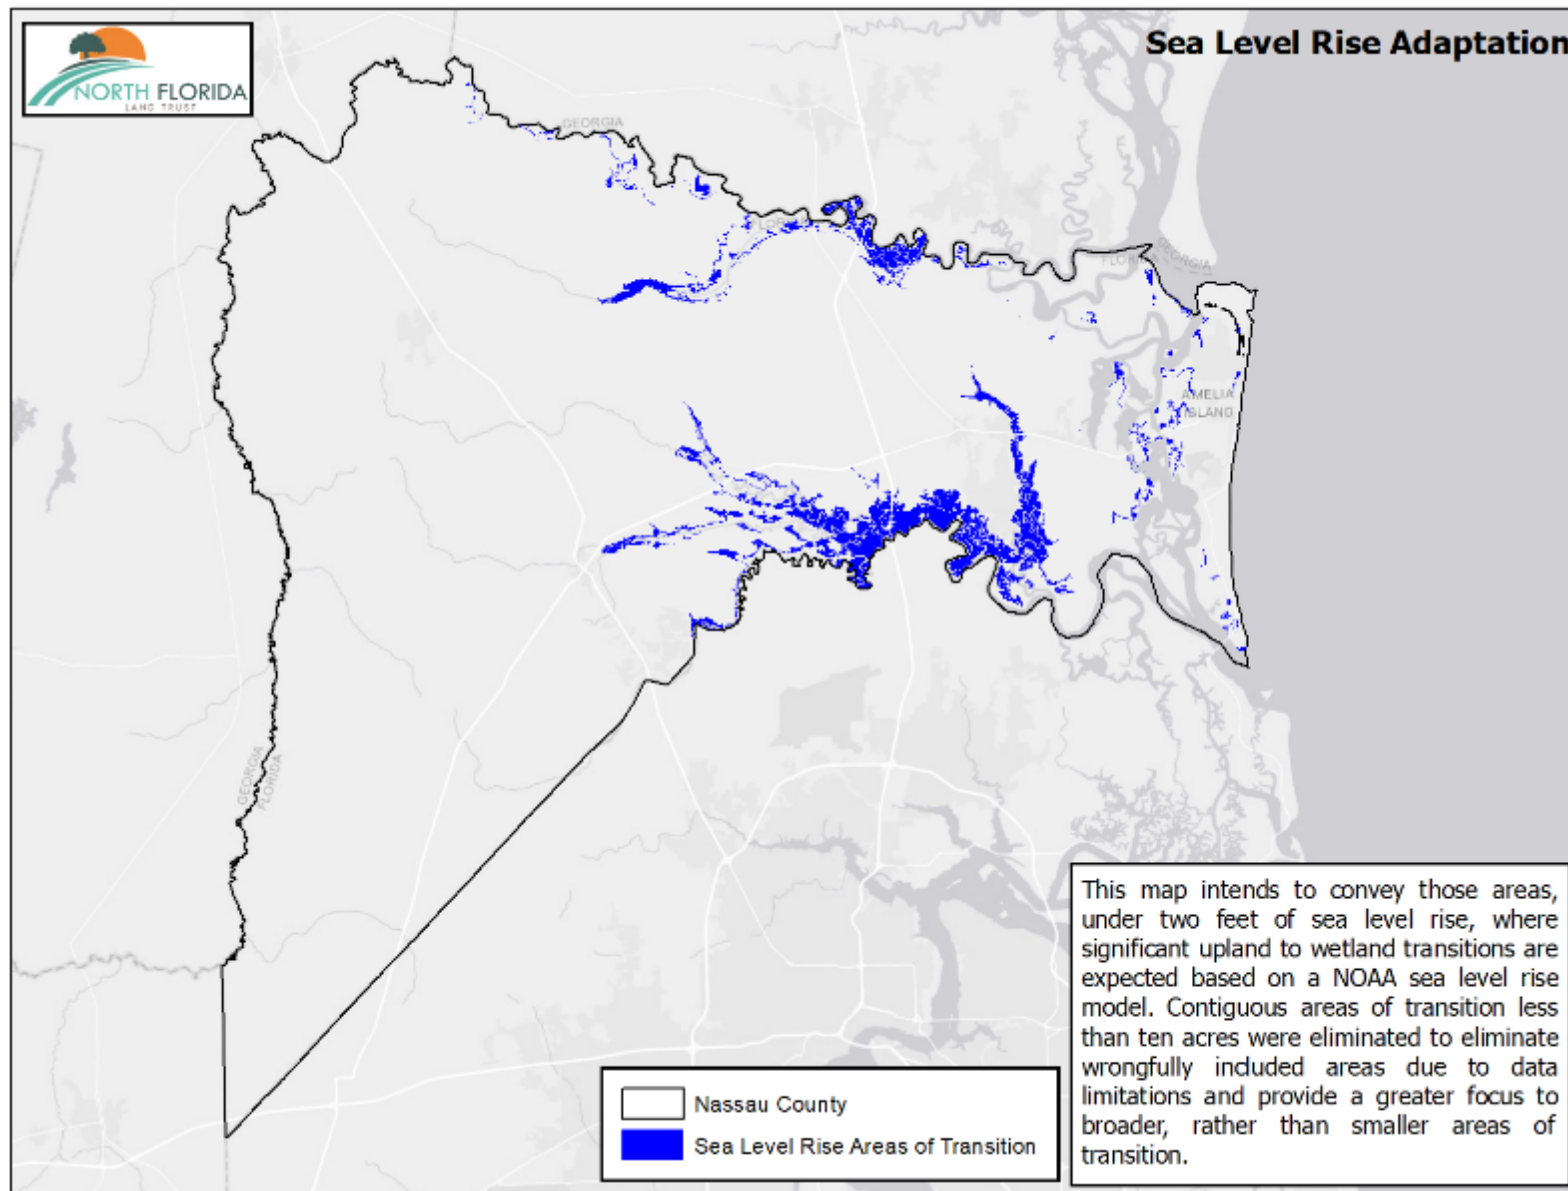 Sea Level Rise Adaptation
NORTH FLORIDA
LAND TRUST
GEORGIA
FLORIDA
GEORGIA
FLORIDA
AMELIA
ISLAND
GEORGIA
FLORIDA
This map intends to convey those areas,
under two feet of sea level rise, where
significant upland to wetland transitions are
expected based on a NOAA sea level rise
model. Contiguous areas of transition less
than ten acres were eliminated to eliminate
wrongfully included areas due to data
limitations and provide a greater focus to
broader, rather than smaller areas of
transition.
Nassau County
Sea Level Rise Areas of Transition